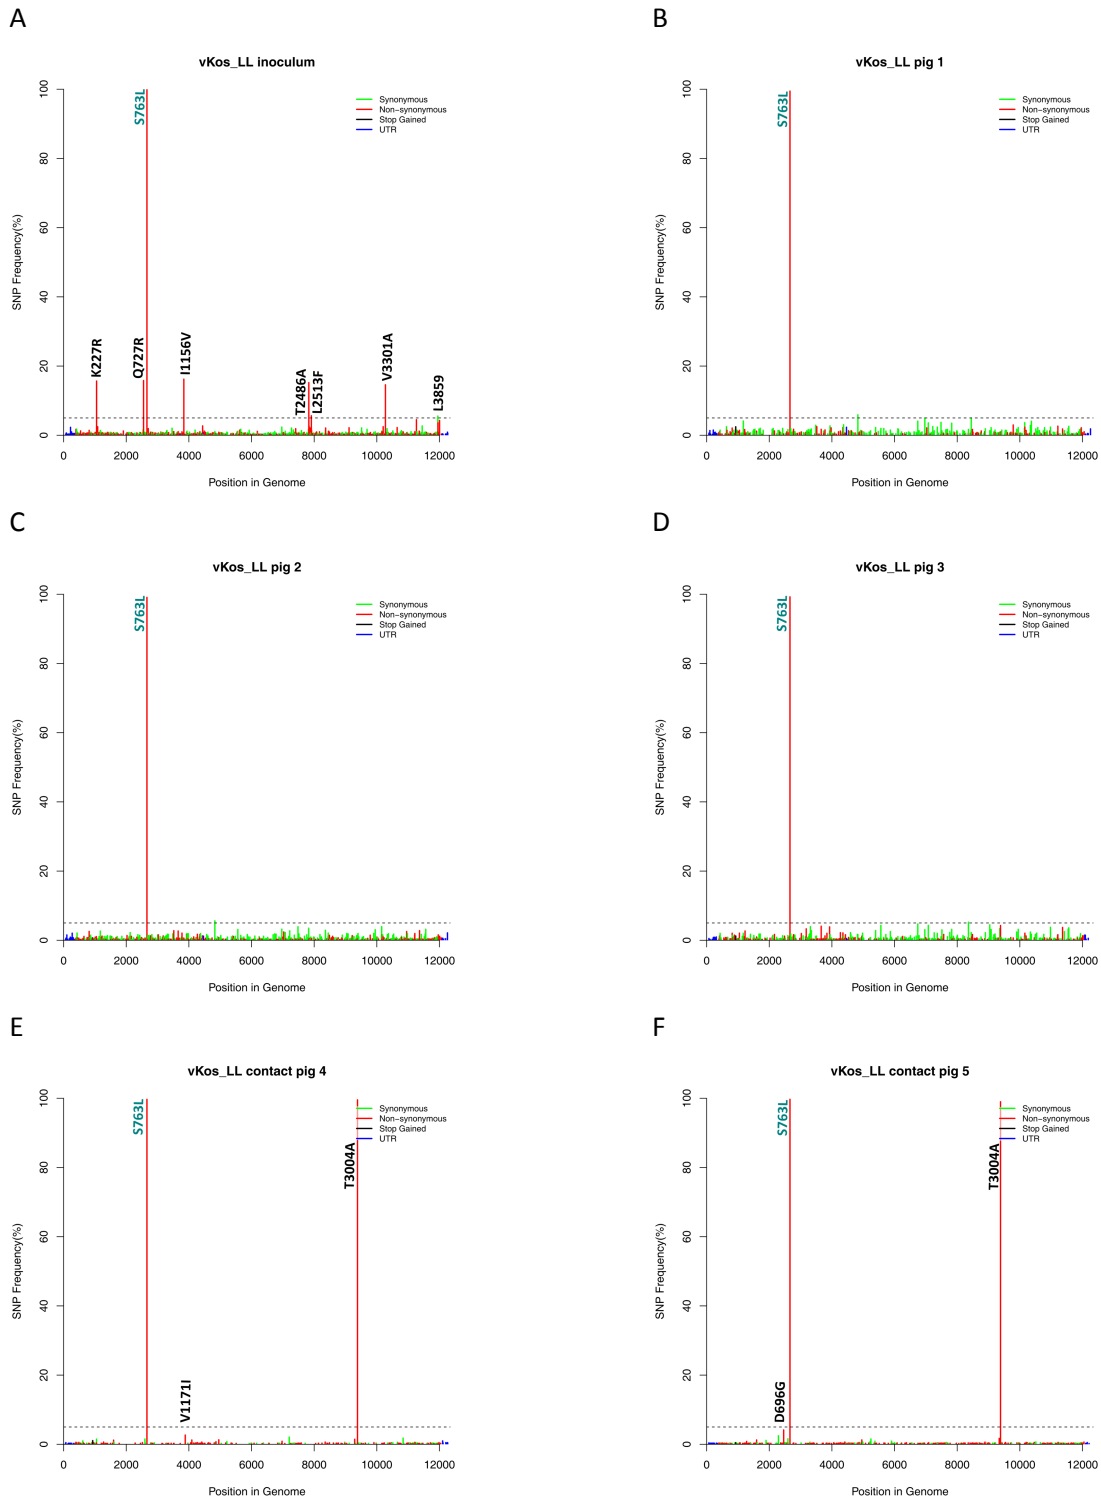 A
vKos_LL inoculum
Synonymous
Non-synonymous
Stop Gained
UTR
S763L
K227R
Q727R
I1156V
T2486A
L2513F
V3301A
L3859
SNP Frequency(%)
0 20 40 60 80 100
0 2000 4000 6000 8000 10000 12000
Position in Genome
B
vKos_LL pig 1
Synonymous
Non-synonymous
Stop Gained
UTR
S763L
SNP Frequency(%)
0 20 40 60 80 100
0 2000 4000 6000 8000 10000 12000
Position in Genome
C
vKos_LL pig 2
Synonymous
Non-synonymous
Stop Gained
UTR
S763L
SNP Frequency(%)
0 20 40 60 80 100
0 2000 4000 6000 8000 10000 12000
Position in Genome
D
vKos_LL pig 3
Synonymous
Non-synonymous
Stop Gained
UTR
S763L
SNP Frequency(%)
0 20 40 60 80 100
0 2000 4000 6000 8000 10000 12000
Position in Genome
E
vKos_LL contact pig 4
Synonymous
Non-synonymous
Stop Gained
UTR
S763L
T3004A
V1171I
SNP Frequency(%)
0 20 40 60 80 100
0 2000 4000 6000 8000 10000 12000
Position in Genome
F
vKos_LL contact pig 5
Synonymous
Non-synonymous
Stop Gained
UTR
S763L
T3004A
D696G
SNP Frequency(%)
0 20 40 60 80 100
0 2000 4000 6000 8000 10000 12000
Position in Genome